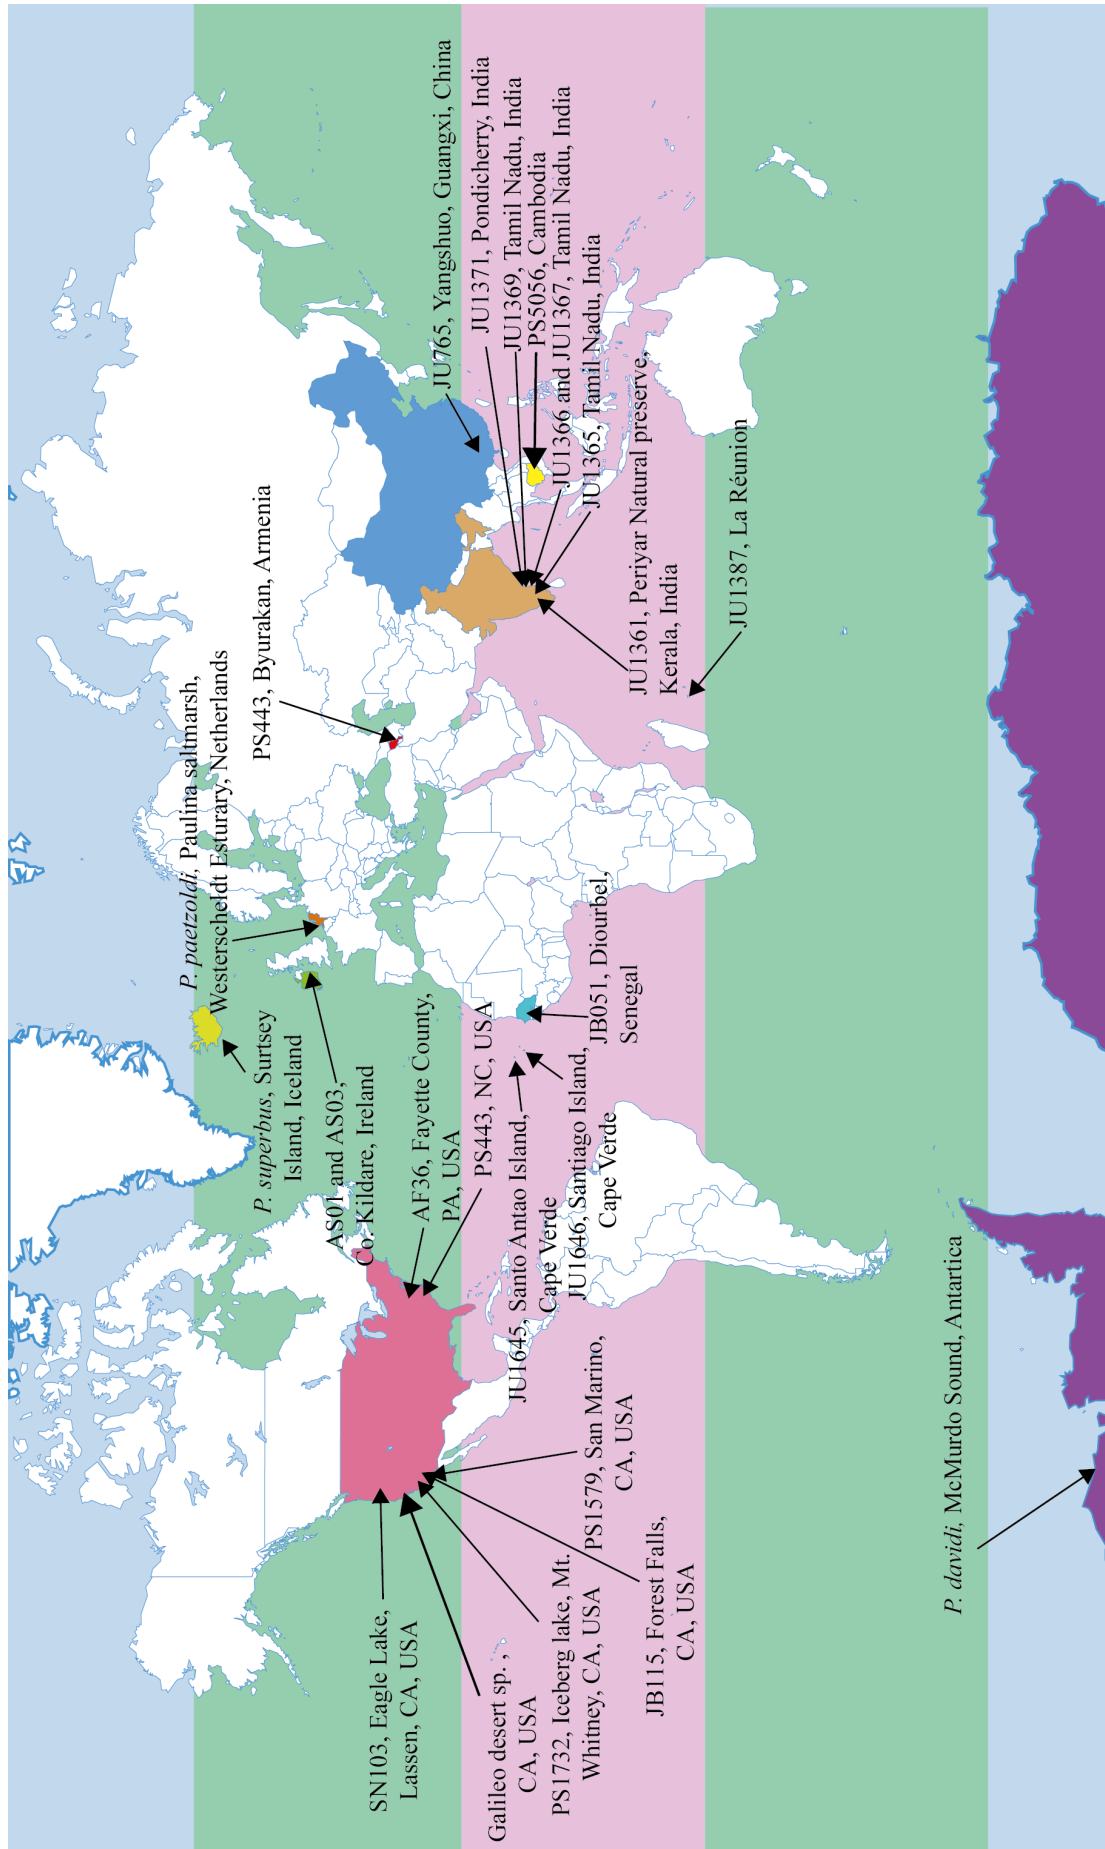 P. paetzoldi, Paulina saltmarsh,
Westerscheldt Esturary, Netherlands
P. superbus, Surtsey
Island, Iceland
PS443, Byurakan, Armenia
AS01 and AS03,
Co. Kildare, Ireland
SN103, Eagle Lake,
Lassen, CA, USA
AF36, Fayette County,
PA, USA
PS443, NC, USA
JU765, Yangshuo, Guangxi, China
JU1371, Pondicherry, India
JU1369, Tamil Nadu, India
PS5056, Cambodia
JU1366 and JU1367, Tamil Nadu, India
JU1365, Tamil Nadu, India
JU1361, Periyar Natural preserve,
Kerala, India
Galileo desert sp. ,
CA, USA
PS1732, Iceberg lake, Mt.
Whitney, CA, USA
PS1579, San Marino,
CA, USA
JB115, Forest Falls,
CA, USA
JU1645, Santo Antao Island,
Cape Verde
JU1646, Santiago Island,
Cape Verde
JB051, Diourbel,
Senegal
JU1387, La Réunion
P. davidi, McMurdo Sound, Antartica